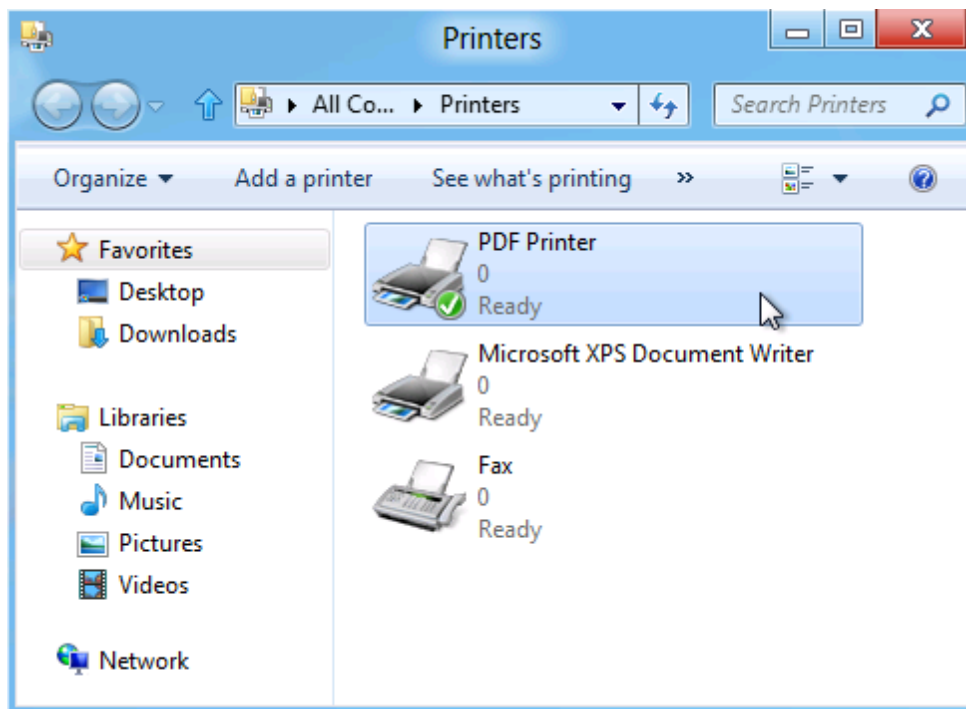 Printers
All Co... Printers
Search Printers
Organize Add a printer See what's printing »
Favorites
Desktop
Downloads
Libraries
Documents
Music
Pictures
Videos
Network
PDF Printer
0
Ready
Microsoft XPS Document Writer
0
Ready
Fax
0
Ready